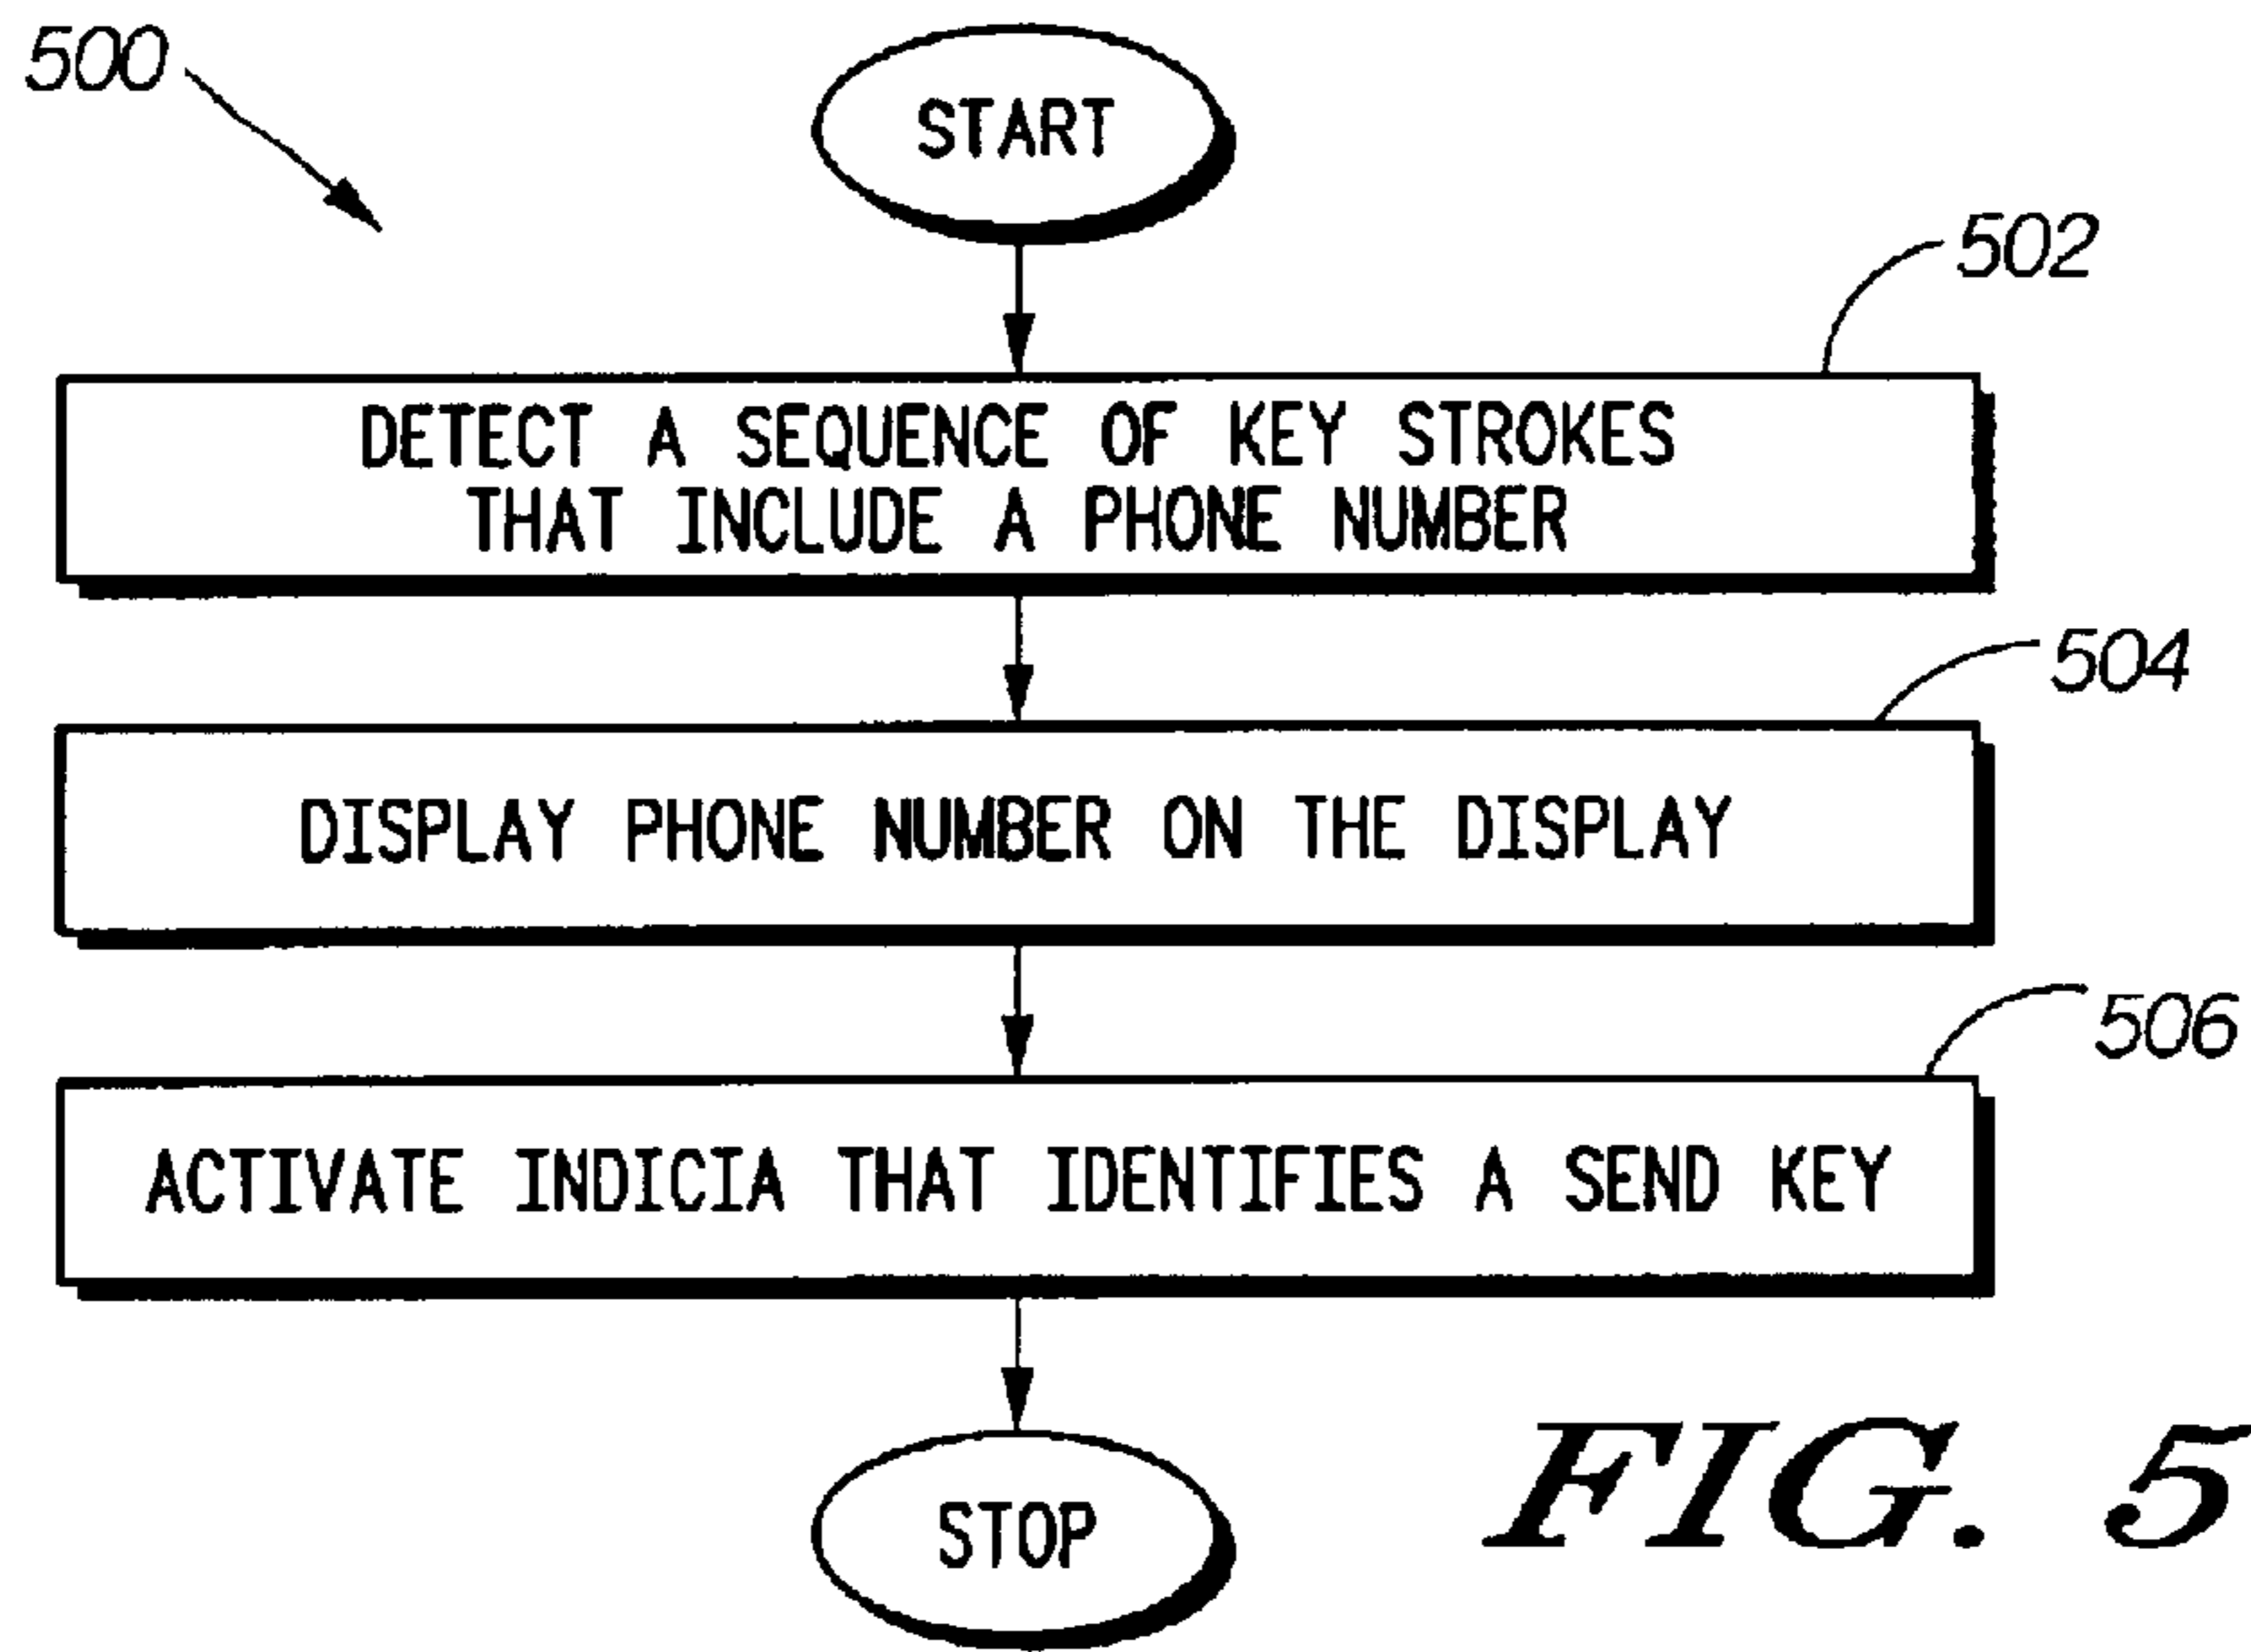 500
START
502
DETECT A SEQUENCE OF KEY STROKES
THAT INCLUDE A PHONE NUMBER
504
DISPLAY PHONE NUMBER ON THE DISPLAY
506
ACTIVATE INDICIA THAT IDENTIFIES A SEND KEY
STOP
FIG. 5